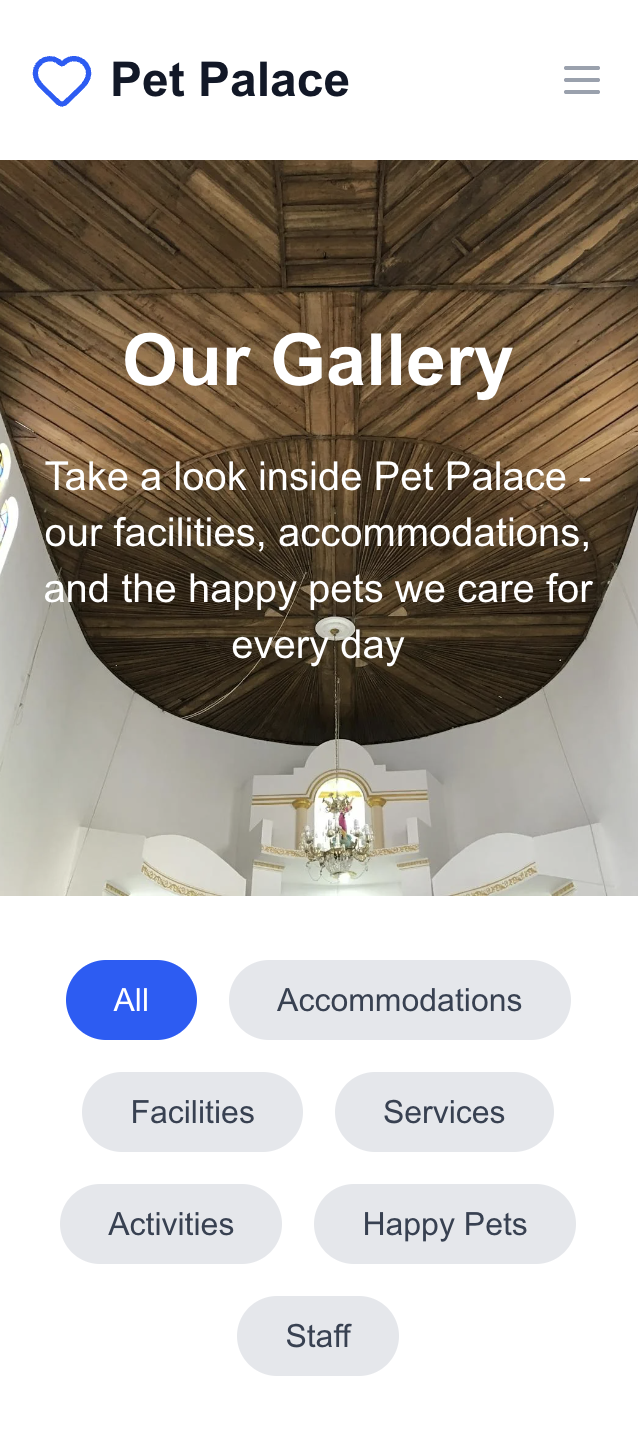 Pet Palace
Our Gallery
Take a look inside Pet Palace -
our facilities, accommodations,
and the happy pets we care for
every day
All
Accommodations
Facilities
Services
Activities
Happy Pets
Staff